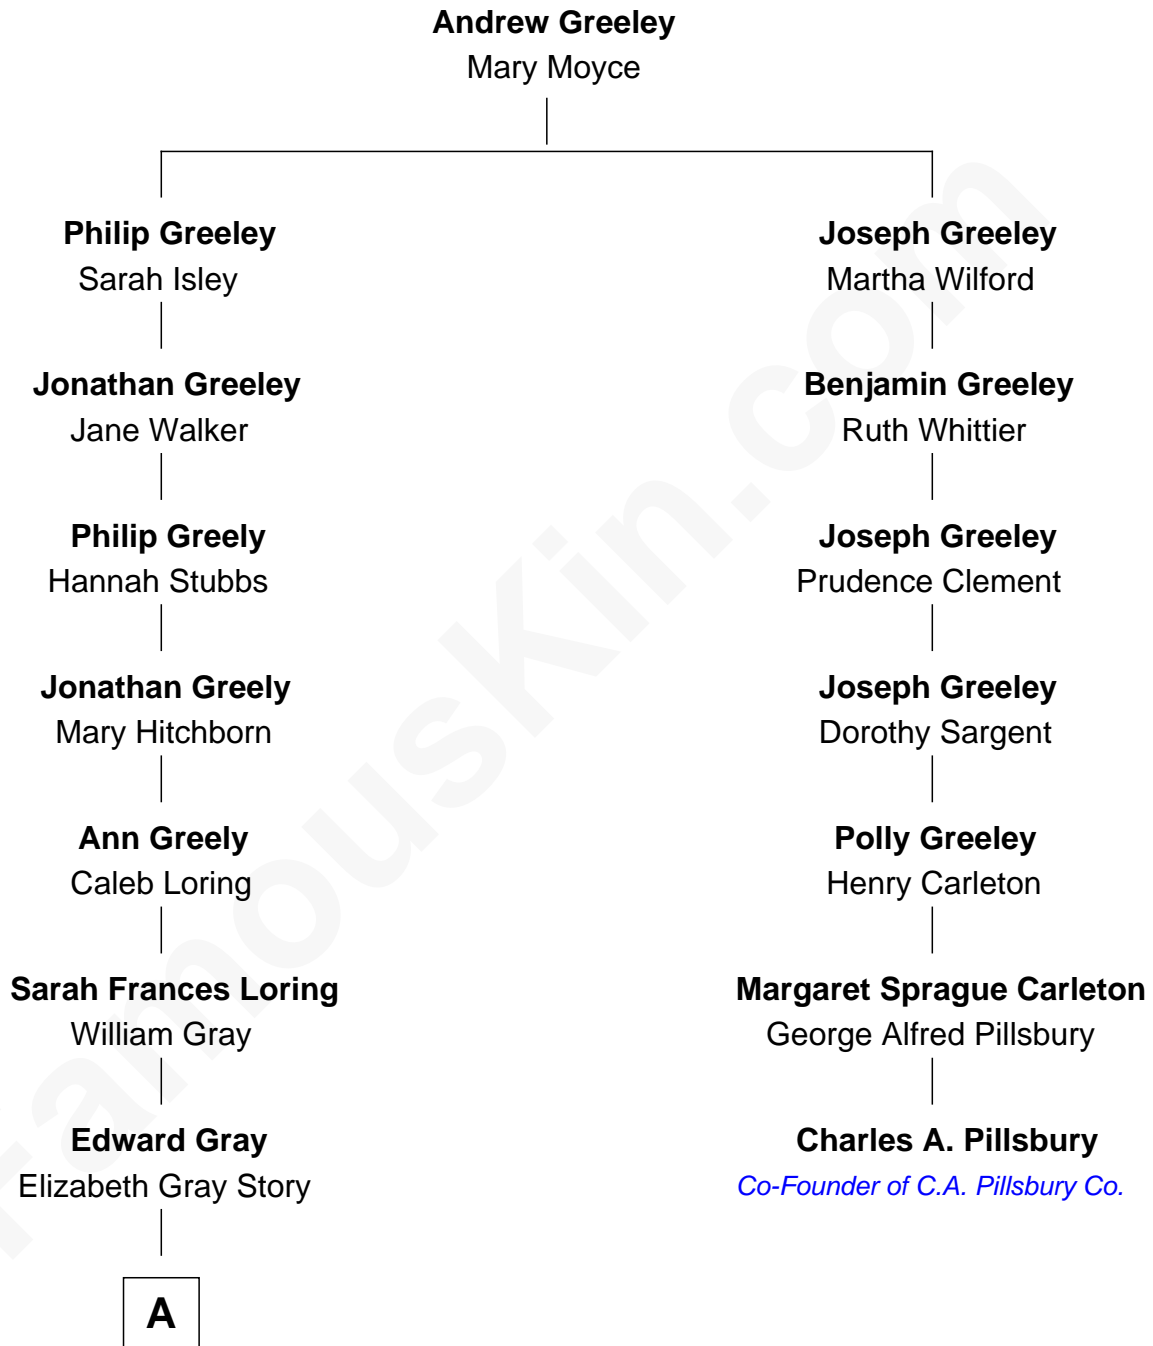 Andrew Greeley
Mary Moyce
Philip Greeley
Sarah Isley
Joseph Greeley
Martha Wilford
Jonathan Greeley
Jane Walker
Benjamin Greeley
Ruth Whittier
Philip Greely
Hannah Stubbs
Joseph Greeley
Prudence Clement
Jonathan Greely
Mary Hitchborn
Joseph Greeley
Dorothy Sargent
Ann Greely
Caleb Loring
Polly Greeley
Henry Carleton
Sarah Frances Loring
William Gray
Margaret Sprague Carleton
George Alfred Pillsbury
Edward Gray
Elizabeth Gray Story
Charles A. Pillsbury
Co-Founder of C.A. Pillsbury Co.
A
FamousKin.com